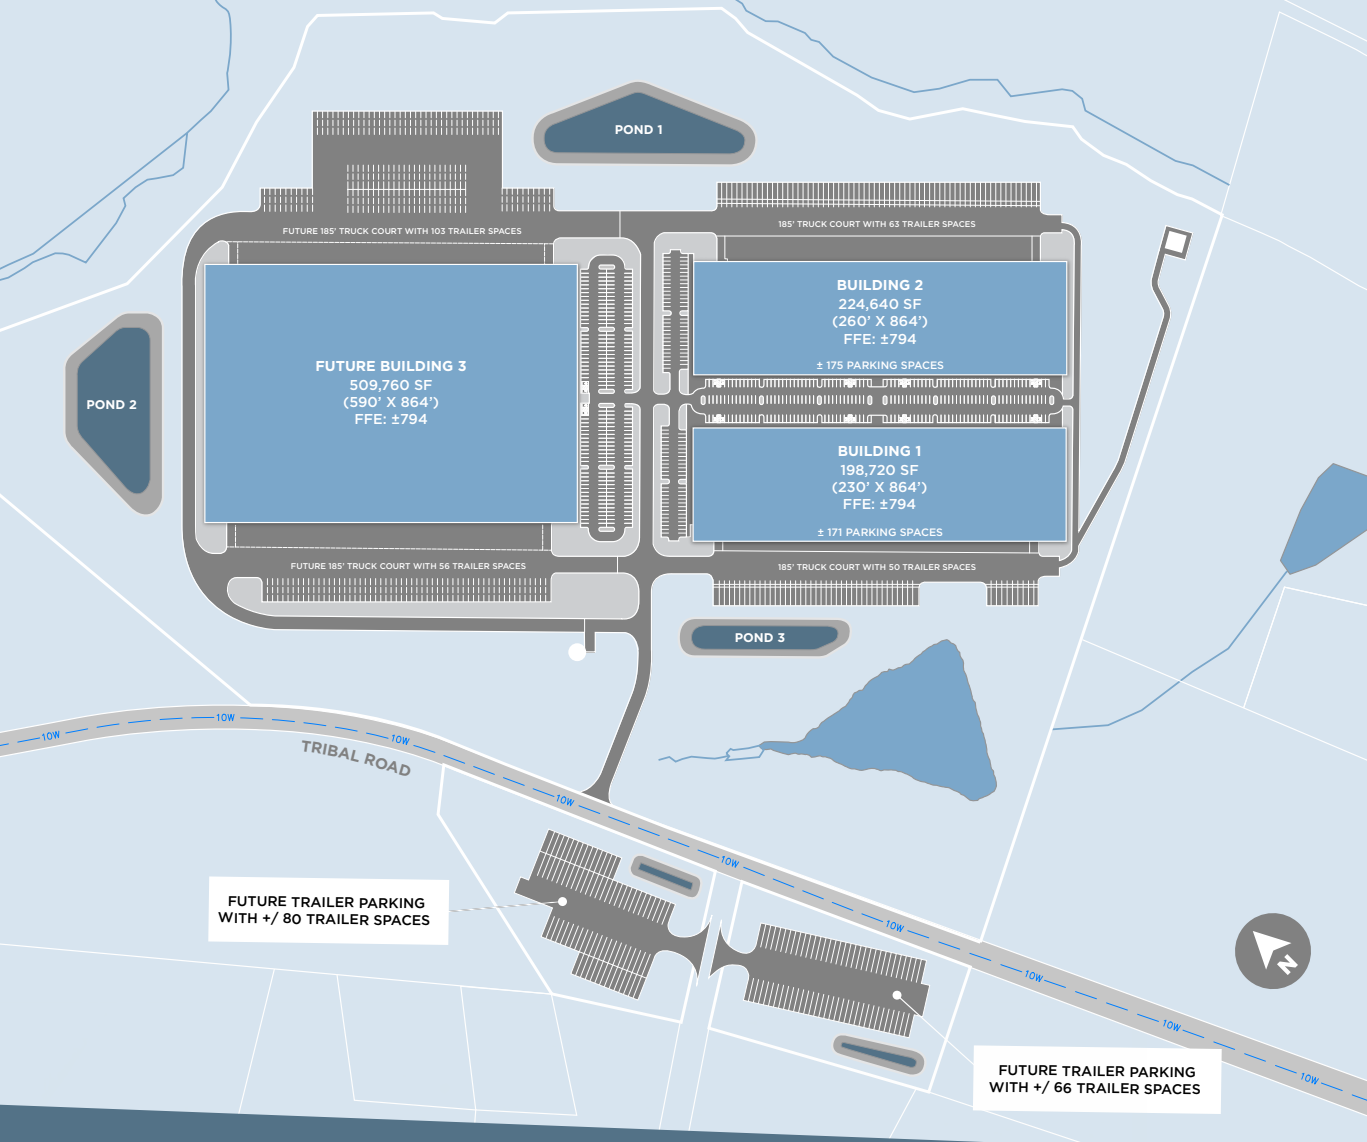 POND 1
FUTURE 185' TRUCK COURT WITH 103 TRAILER SPACES
185' TRUCK COURT WITH 63 TRAILER SPACES
BUILDING 2
224,640 SF
(260' X 864')
FFE: ±794
± 175 PARKING SPACES
FUTURE BUILDING 3
509,760 SF
(590' X 864')
FFE: ±794
POND 2
BUILDING 1
198,720 SF
(230' X 864')
FFE: ±794
± 171 PARKING SPACES
FUTURE 185' TRUCK COURT WITH 56 TRAILER SPACES
185' TRUCK COURT WITH 50 TRAILER SPACES
POND 3
10W
10W
10W
TRIBAL ROAD
10W
10W
10W
10W
10W
10W
FUTURE TRAILER PARKING
WITH +/ 80 TRAILER SPACES
N
FUTURE TRAILER PARKING
WITH +/ 66 TRAILER SPACES